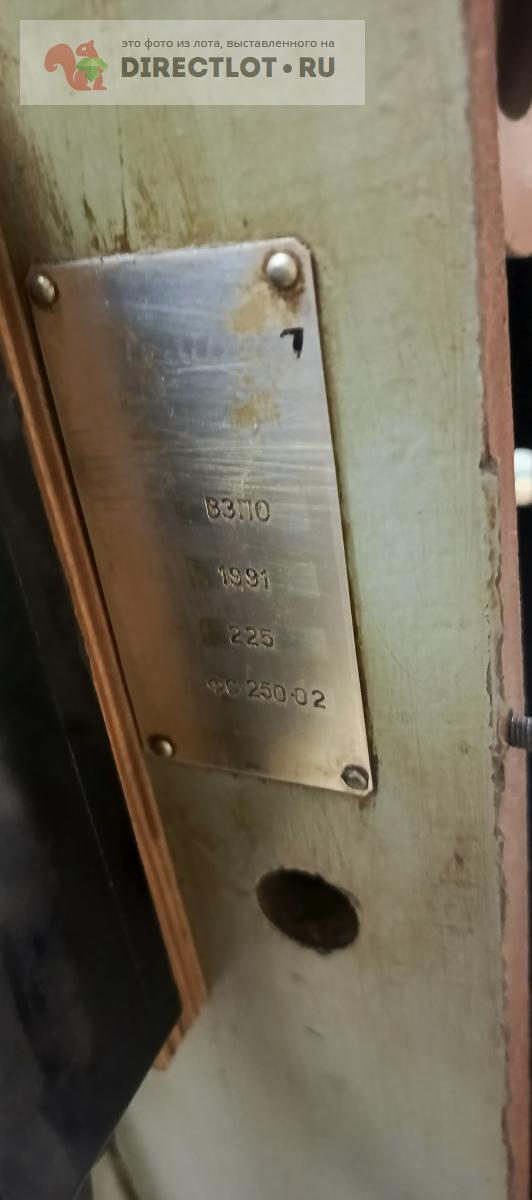 это фото из лота, выставленного на
DIRECTLOT.RU
ВЗПО
1991
225
ФС 250-02